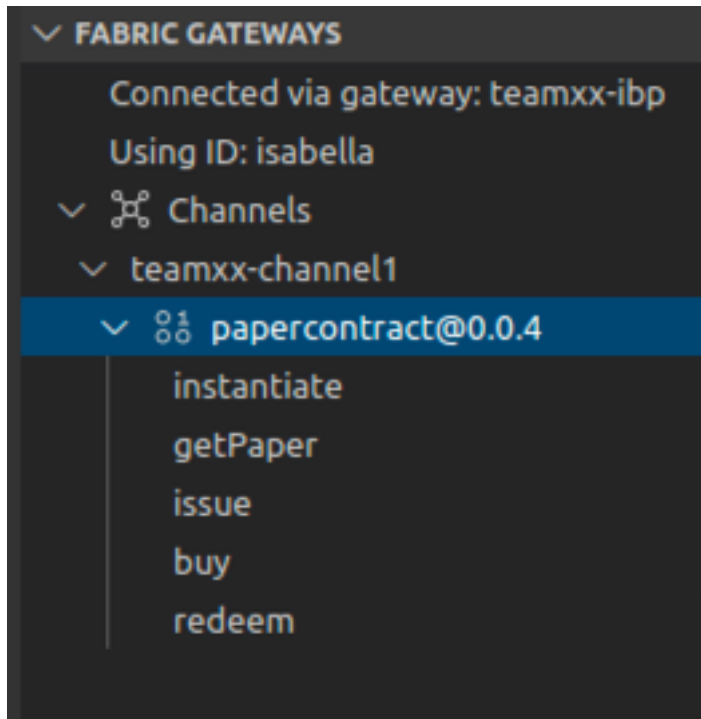 FABRIC GATEWAYS
Connected via gateway: teamxx-ibp
Using ID: isabella
Channels
teamxx-channel1
papercontract@0.0.4
instantiate
getPaper
issue
buy
redeem